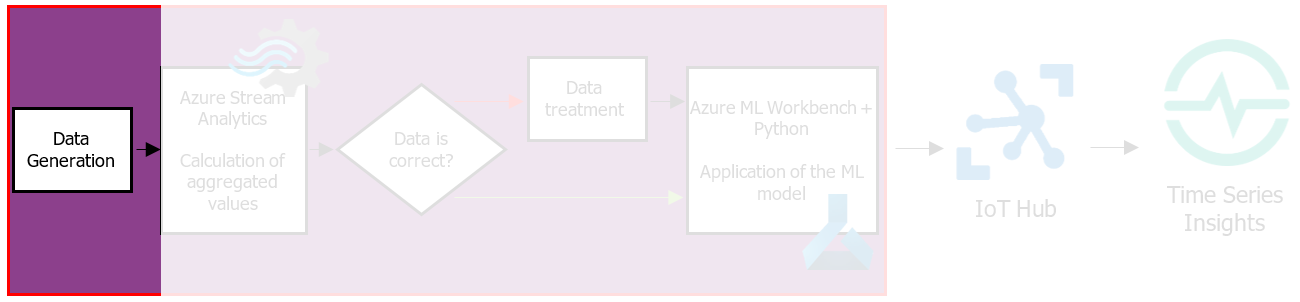 Data
Generation
Azure Stream
Analytics
Calculation of
aggregated
values
Data is
correct?
Data
treatment
Azure ML Workbench +
Python
Application of the ML
model
IoT Hub
Time Series
Insights